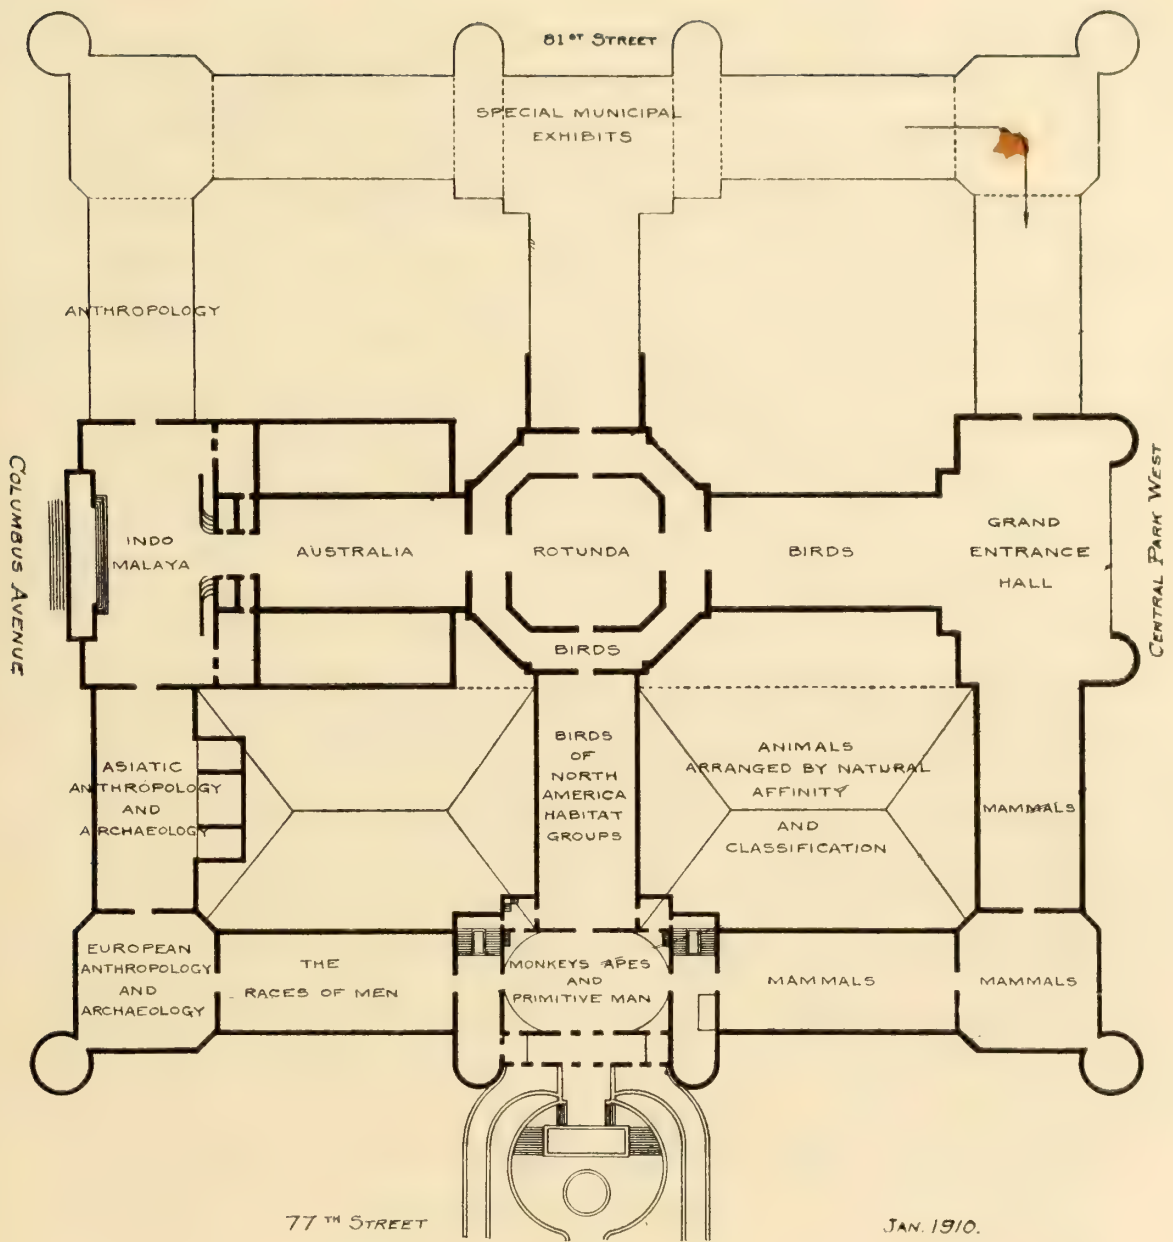 81ST STREET
SPECIAL MUNICIPAL
EXHIBITS
ANTHROPOLOGY
COLUMBUS AVENUE
INDO
MALAYA
AUSTRALIA
ROTUNDA
BIRDS
GRAND
ENTRANCE
HALL
CENTRAL PARK WEST
BIRDS
ASIATIC
ANTHROPOLOGY
AND
ARCHAEOLOGY
BIRDS
OF
NORTH
AMERICA
HABITAT
GROUPS
ANIMALS
ARRANGED BY NATURAL
AFFINITY
AND
CLASSIFICATION
MAMMALS
EUROPEAN
ANTHROPOLOGY
AND
ARCHAEOLOGY
THE
RACES OF MEN
MONKEYS APES
AND
PRIMITIVE MAN
MAMMALS
MAMMALS
77TH STREET
JAN. 1910.